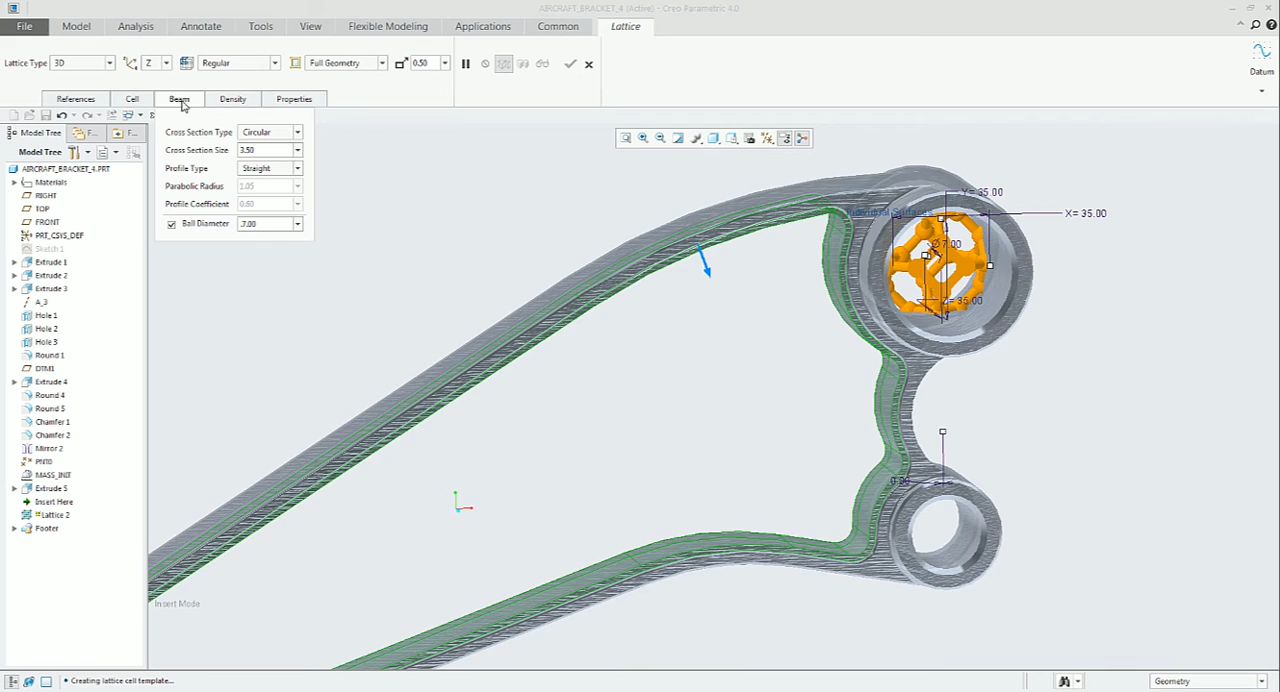 AIRCRAFT_BRACKET_4 (Active) - Creo Parametric 4.0
File Model Analysis Annotate Tools View Flexible Modeling Applications Common Lattice
Lattice Type 3D Z Regular Full Geometry 0.50
Datum
References Cell Beam Density Properties
Model Tree F... F...
Model Tree
Cross Section Type Circular
Cross Section Size 3.50
Profile Type Straight
Parabolic Radius 1.05
Profile Coefficient 0.60
Ball Diameter 7.00
AIRCRAFT_BRACKET_4.PRT
Materials
RIGHT
TOP
FRONT
PRT_CSYS_DEF
Sketch 1
Extrude 1
Extrude 2
Extrude 3
A_3
Hole 1
Hole 2
Hole 3
Round 1
DTM1
Extrude 4
Round 4
Round 5
Chamfer 1
Chamfer 2
Mirror 2
PNT0
MASS_INIT
Extrude 5
Insert Here
Lattice 2
Footer
Y= 35.00
X= 35.00
Individual Surfaces
Ø7.00
Z= 35.00
0.00
Insert Mode
• Creating lattice cell template...
Geometry